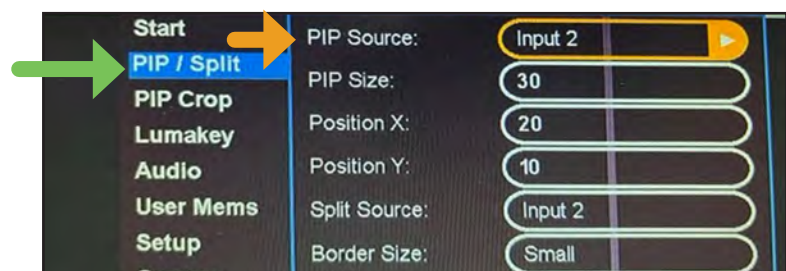 Start
PIP / Split
PIP Crop
Lumakey
Audio
User Mems
Setup
PIP Source: Input 2
PIP Size: 30
Position X: 20
Position Y: 10
Split Source: Input 2
Border Size: Small